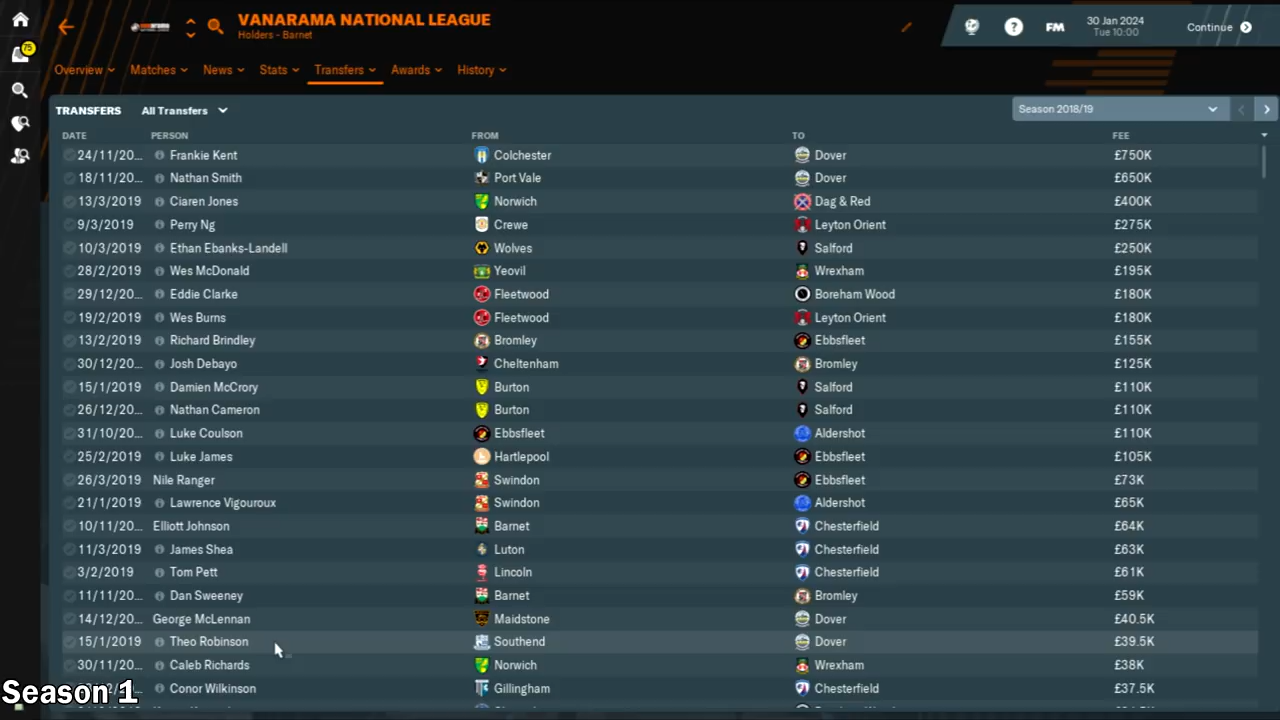 VANARAMA NATIONAL LEAGUE
Holders - Barnet
75
?
FM
30 Jan 2024
Tue 10:00
Continue
Overview Matches News Stats Transfers Awards History
TRANSFERS All Transfers Season 2018/19
DATE PERSON FROM TO FEE
24/11/20... Frankie Kent Colchester Dover £750K
18/11/20... Nathan Smith Port Vale Dover £650K
13/3/2019 Ciaren Jones Norwich Dag & Red £400K
9/3/2019 Perry Ng Crewe Leyton Orient £275K
10/3/2019 Ethan Ebanks-Landell Wolves Salford £250K
28/2/2019 Wes McDonald Yeovil Wrexham £195K
29/12/20... Eddie Clarke Fleetwood Boreham Wood £180K
19/2/2019 Wes Burns Fleetwood Leyton Orient £180K
13/2/2019 Richard Brindley Bromley Ebbsfleet £155K
30/12/20... Josh Debayo Cheltenham Bromley £125K
15/1/2019 Damien McCrory Burton Salford £110K
26/12/20... Nathan Cameron Burton Salford £110K
31/10/20... Luke Coulson Ebbsfleet Aldershot £110K
25/2/2019 Luke James Hartlepool Ebbsfleet £105K
26/3/2019 Nile Ranger Swindon Ebbsfleet £73K
21/1/2019 Lawrence Vigouroux Swindon Aldershot £65K
10/11/20... Elliott Johnson Barnet Chesterfield £64K
11/3/2019 James Shea Luton Chesterfield £63K
3/2/2019 Tom Pett Lincoln Chesterfield £61K
11/11/20... Dan Sweeney Barnet Bromley £59K
14/12/20... George McLennan Maidstone Dover £40.5K
15/1/2019 Theo Robinson Southend Dover £39.5K
30/11/20... Caleb Richards Norwich Wrexham £38K
Conor Wilkinson Gillingham Chesterfield £37.5K
Season 1